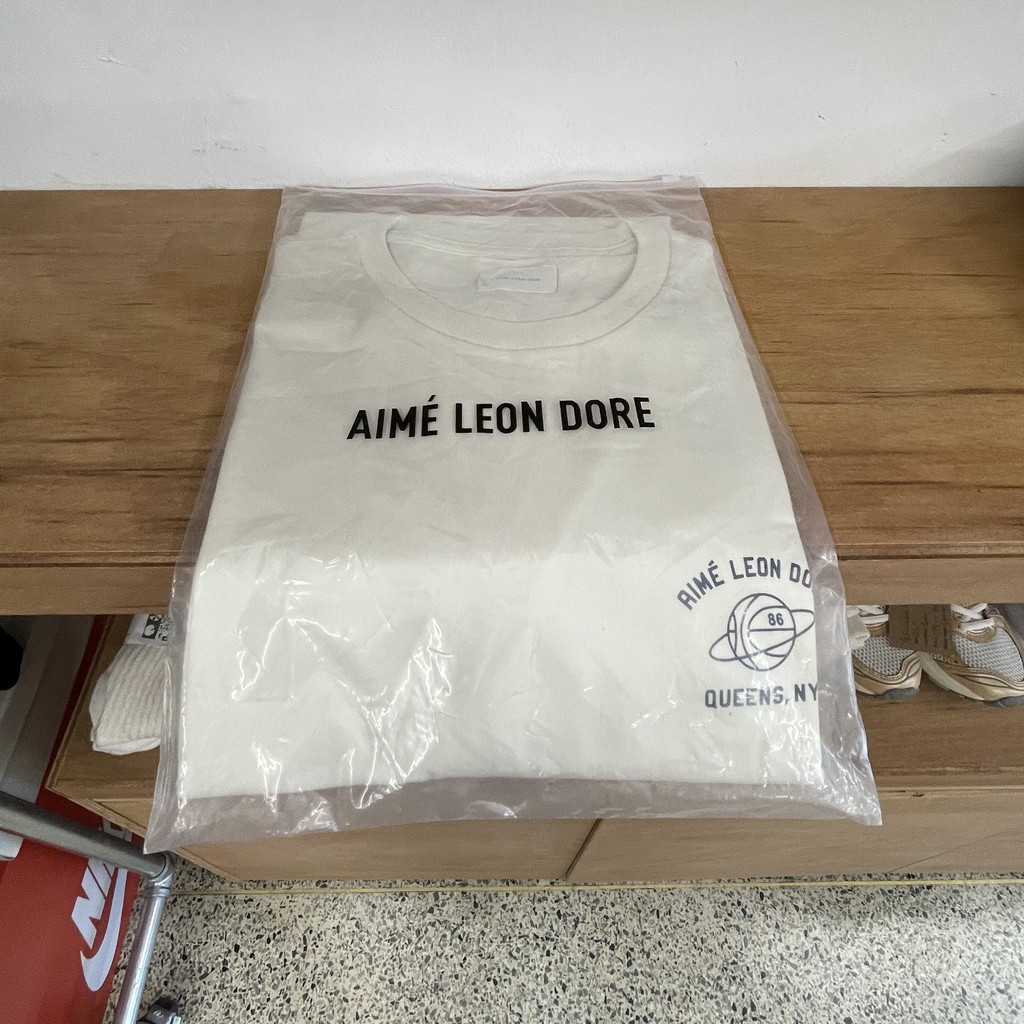 AIMÉ LEON DORE
AIMÉ LEON DO
86
QUEENS, NY